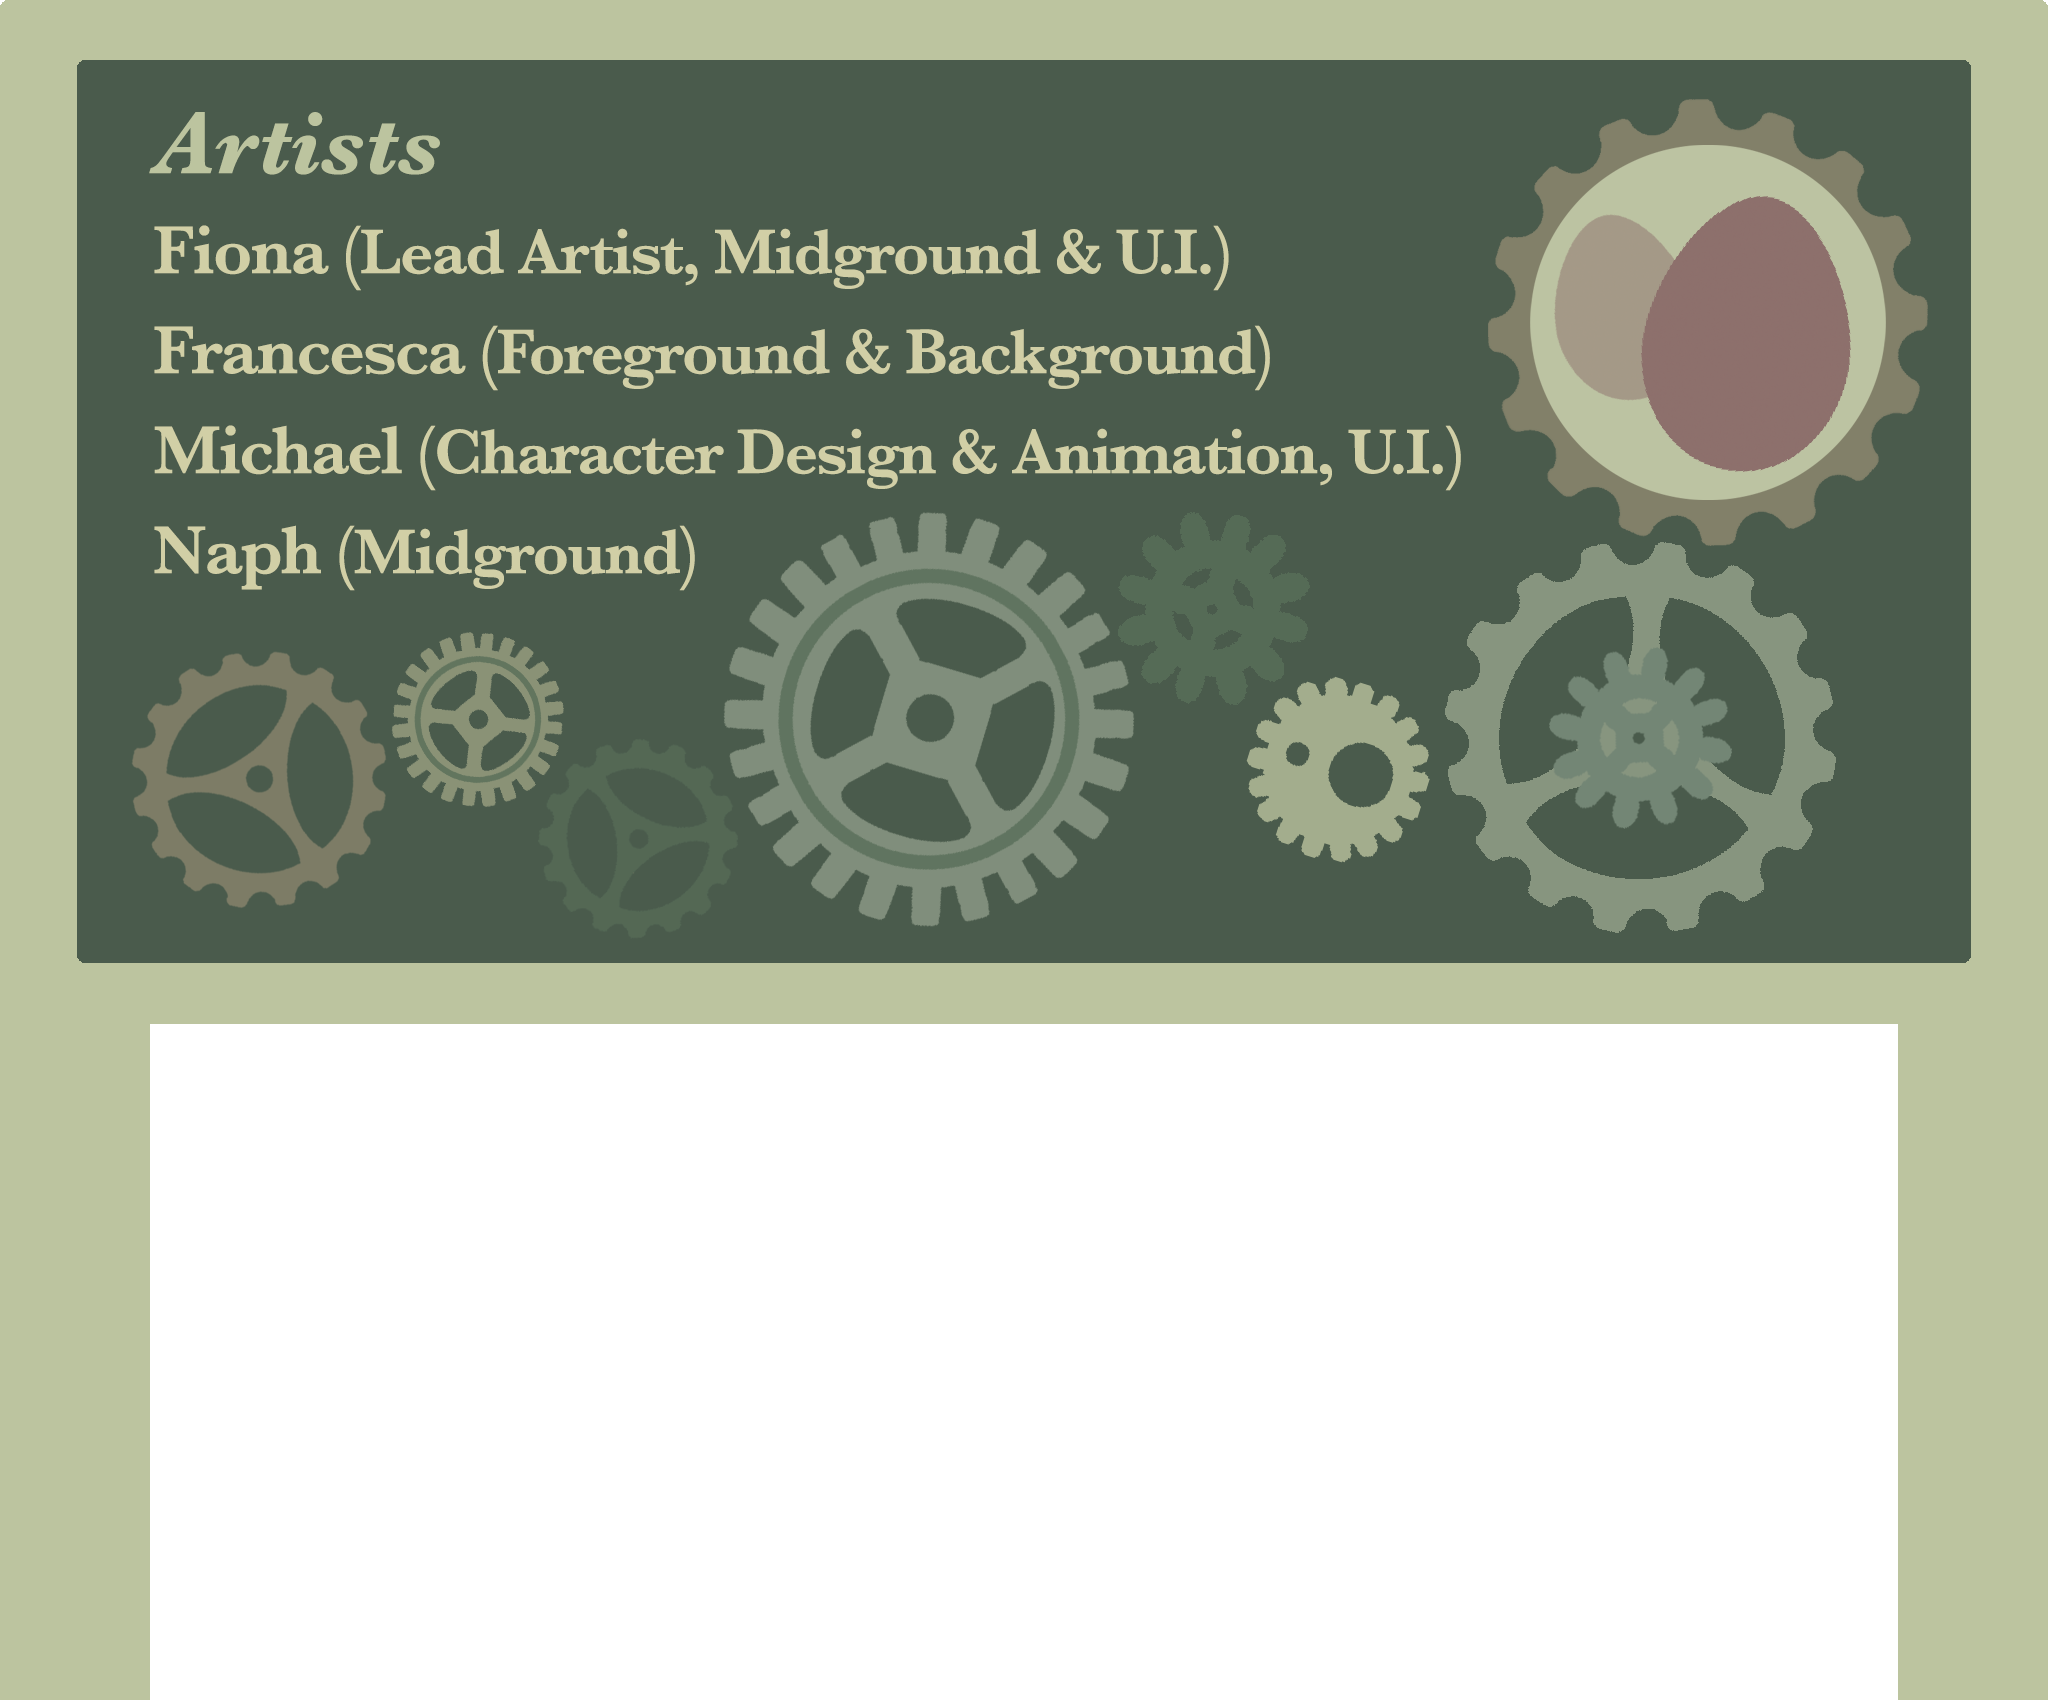 Artists
Fiona (Lead Artist, Midground & U.I.)
Francesca (Foreground & Background)
Michael (Character Design & Animation, U.I.)
Naph (Midground)